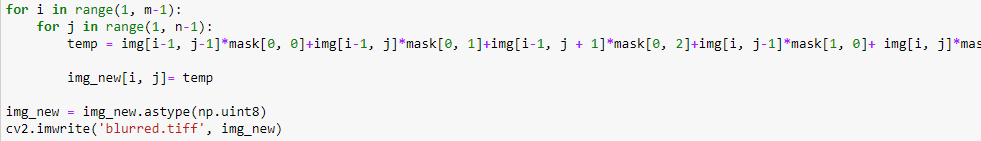 for i in range(1, m-1):
    for j in range(1, n-1):
        temp = img[i-1, j-1]*mask[0, 0]+img[i-1, j]*mask[0, 1]+img[i-1, j + 1]*mask[0, 2]+img[i, j-1]*mask[1, 0]+ img[i, j]*mas
        img_new[i, j]= temp
img_new = img_new.astype(np.uint8)
cv2.imwrite('blurred.tiff', img_new)